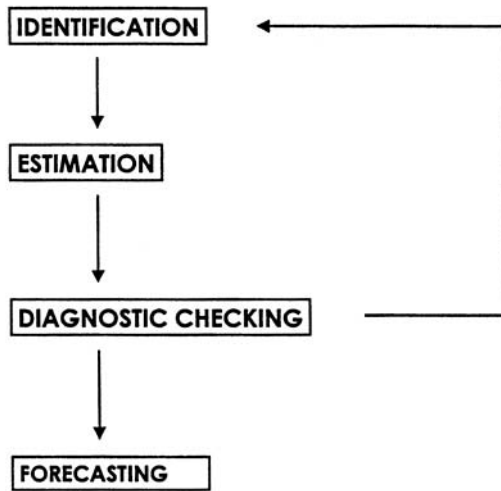 IDENTIFICATION
ESTIMATION
DIAGNOSTIC CHECKING
FORECASTING